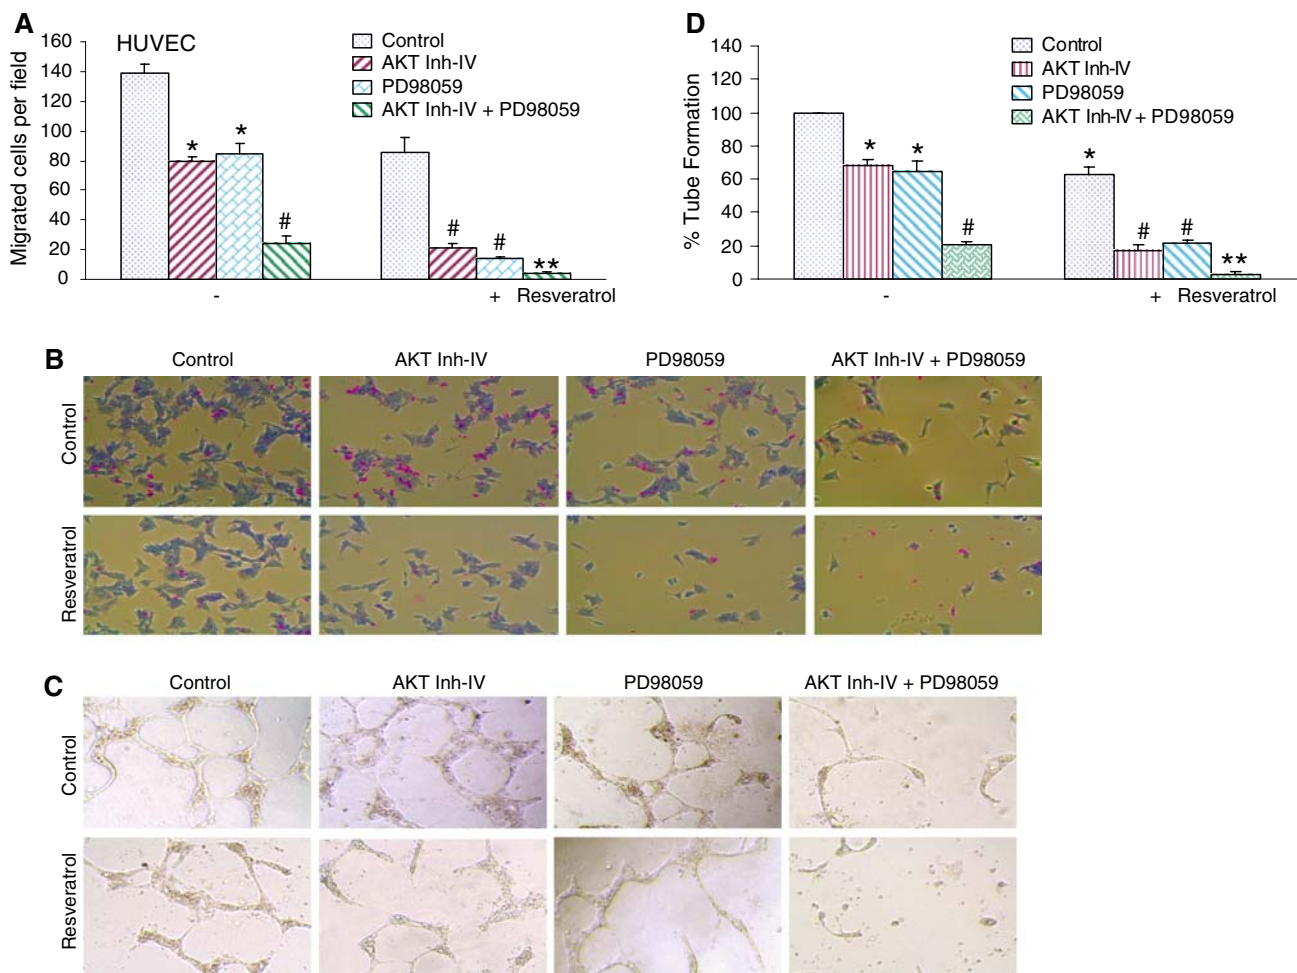 A
HUVEC
Migrated cells per field
160
140
120
100
80
60
40
20
0
Control
AKT Inh-IV
PD98059
AKT Inh-IV + PD98059
*
*
#
#
#
**
-
+ Resveratrol
D
% Tube Formation
140
120
100
80
60
40
20
0
Control
AKT Inh-IV
PD98059
AKT Inh-IV + PD98059
*
*
#
*
#
#
**
-
+ Resveratrol
B
Control AKT Inh-IV PD98059 AKT Inh-IV + PD98059
Control
Resveratrol
C
Control AKT Inh-IV PD98059 AKT Inh-IV + PD98059
Control
Resveratrol